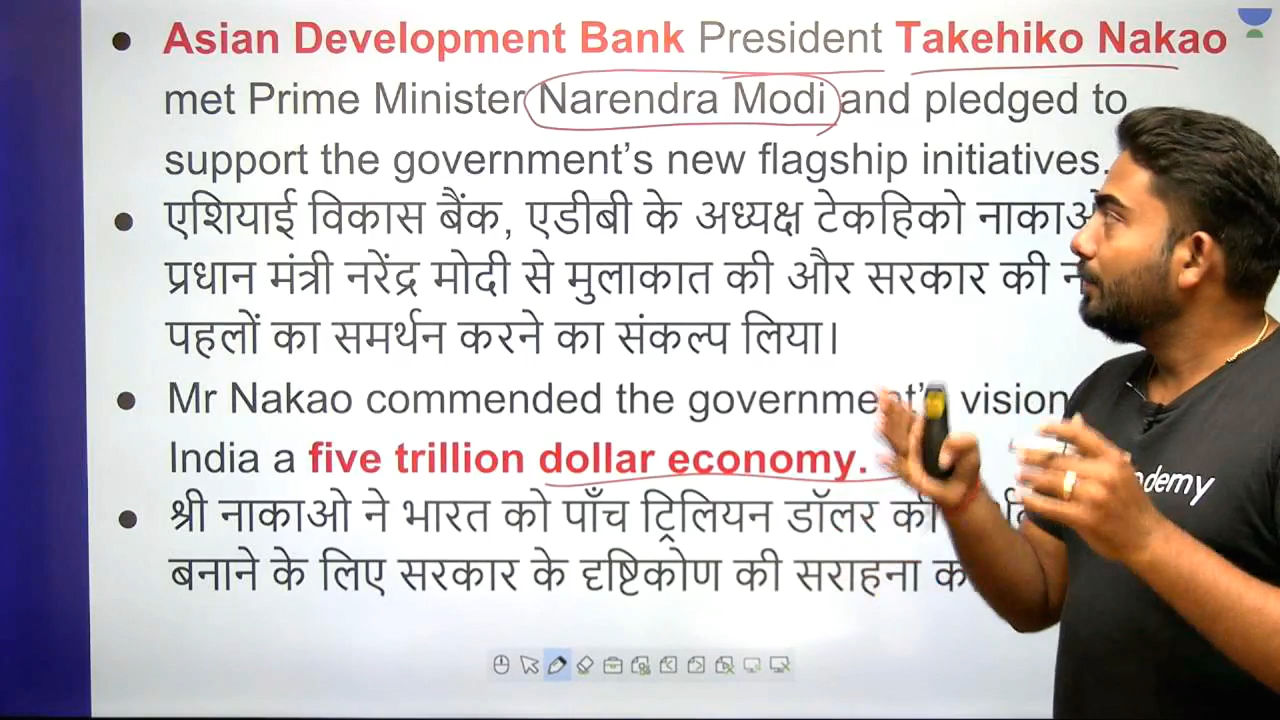 Asian Development Bank President Takehiko Nakao
met Prime Minister Narendra Modi and pledged to
support the government's new flagship initiatives.
एशियाई विकास बैंक, एडीबी के अध्यक्ष टेकहिको नाकाओ
प्रधान मंत्री नरेंद्र मोदी से मुलाकात की और सरकार की
पहलों का समर्थन करने का संकल्प लिया।
Mr Nakao commended the government's vision
India a five trillion dollar economy.
श्री नाकाओ ने भारत को पाँच ट्रिलियन डॉलर की
बनाने के लिए सरकार के दृष्टिकोण की सराहना